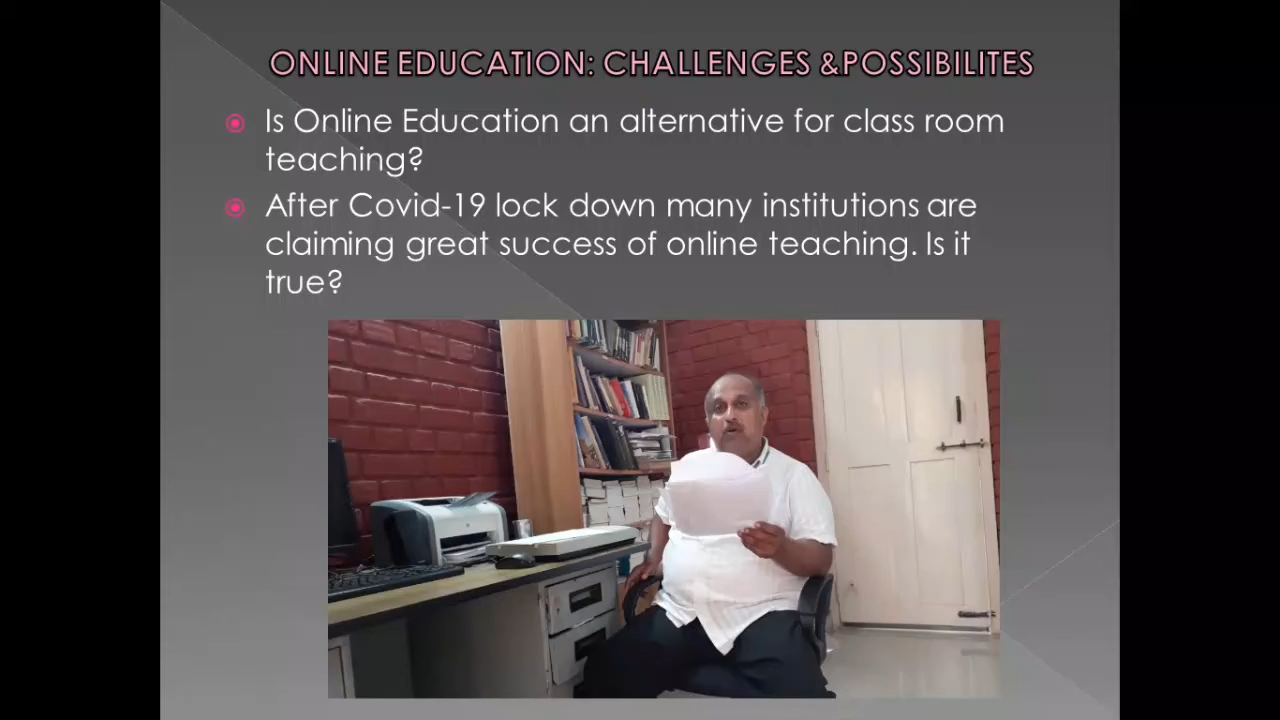 ONLINE EDUCATION: CHALLENGES &POSSIBILITES
Is Online Education an alternative for class room
teaching?
After Covid-19 lock down many institutions are
claiming great success of online teaching. Is it
true?